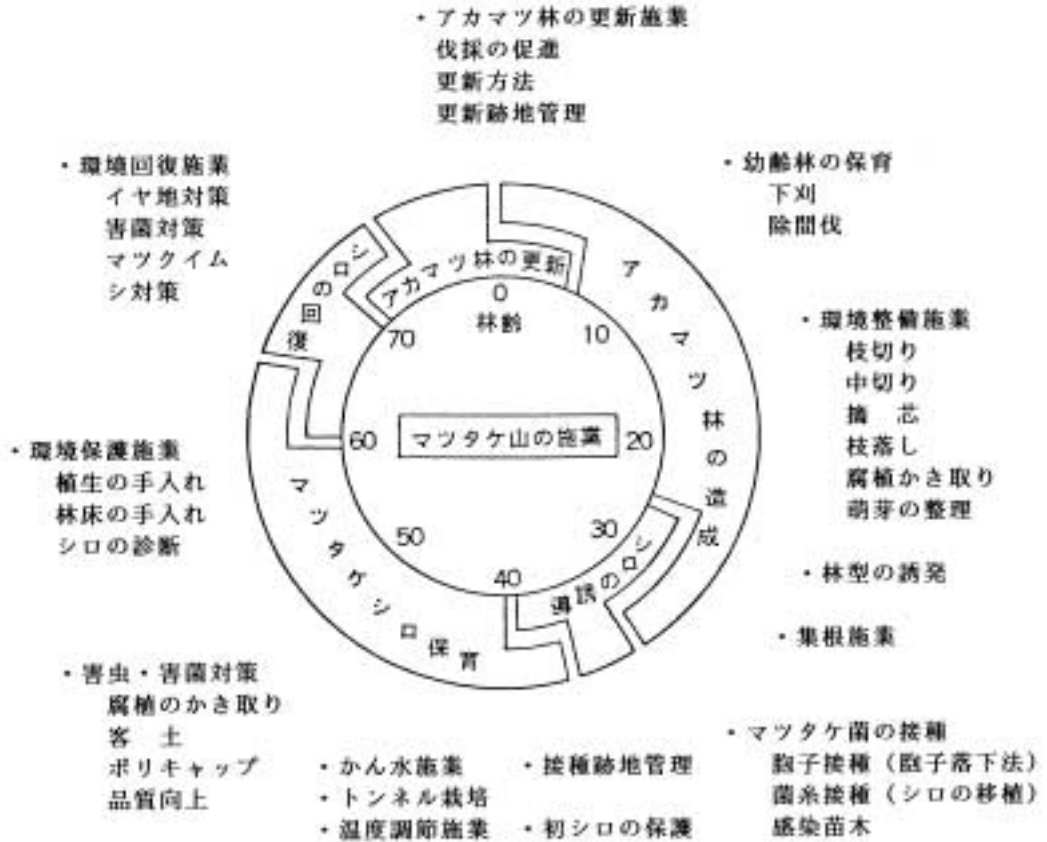 ・アカマツ林の更新施業
伐採の促進
更新方法
更新跡地管理
・環境回復施業
イヤ地対策
害菌対策
マツクイム
シ対策
・幼齢林の保育
下刈
除間伐
・環境整備施業
枝切り
中切り
摘 芯
枝落し
腐植かき取り
萌芽の整理
・林型の誘発
・集根施業
アカマツ林の更新
アカマツ林の造成
シロの誘導
マツタケシロ保育
シロの回復
0
林齢
10
20
30
40
50
60
70
マツタケ山の施業
・環境保護施業
植生の手入れ
林床の手入れ
シロの診断
・害虫・害菌対策
腐植のかき取り
客 土
ポリキャップ
品質向上
・かん水施業
・トンネル栽培
・温度調節施業
・接種跡地管理
・初シロの保護
・マツタケ菌の接種
胞子接種（胞子落下法）
菌糸接種（シロの移植）
感染苗木